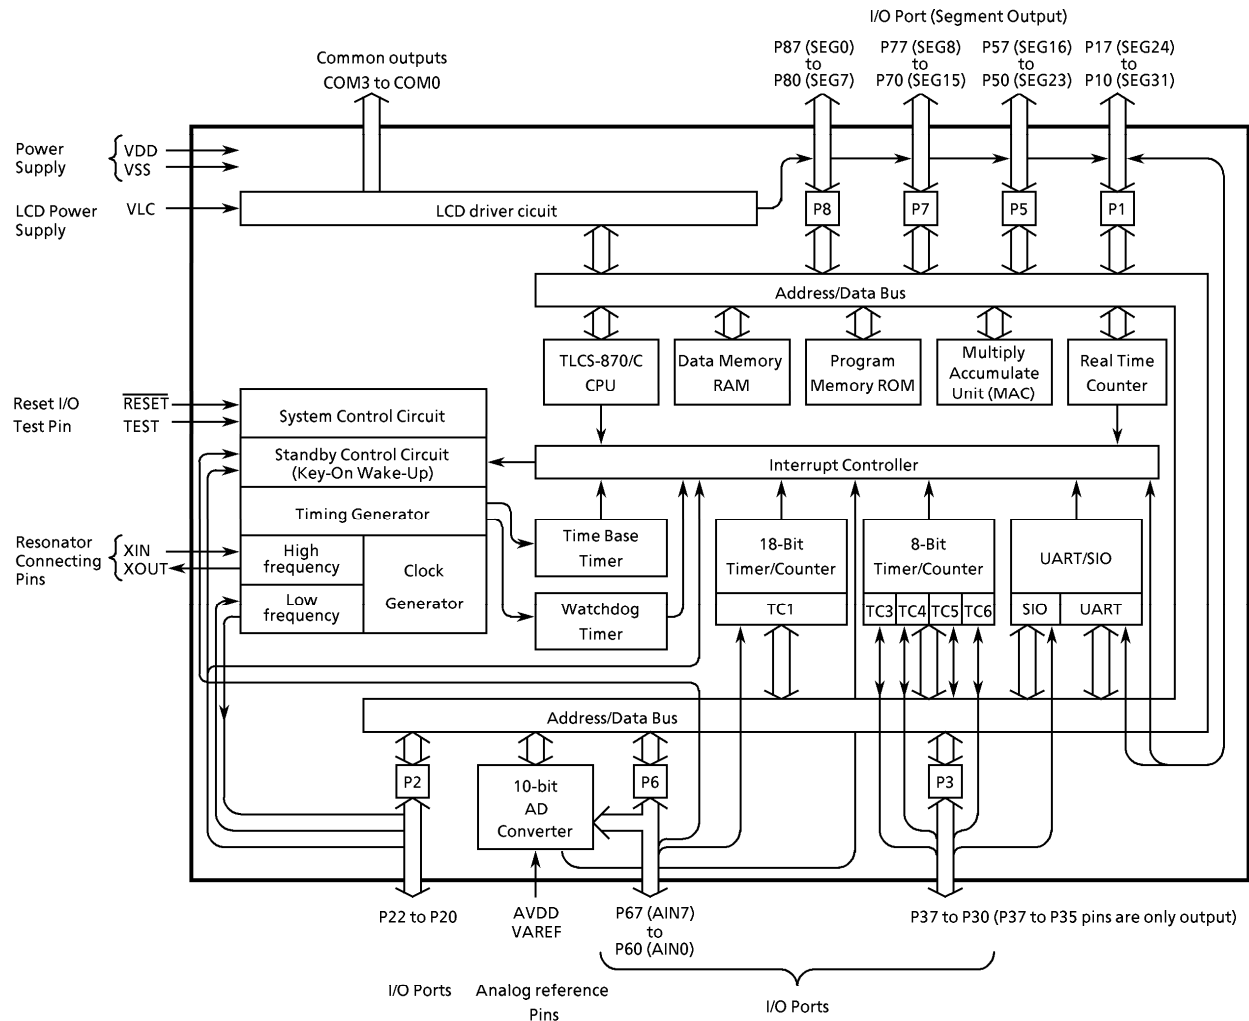 I/O Port (Segment Output)
P87 (SEG0) to P80 (SEG7)
P77 (SEG8) to P70 (SEG15)
P57 (SEG16) to P50 (SEG23)
P17 (SEG24) to P10 (SEG31)
Common outputs
COM3 to COM0
Power Supply
VDD
VSS
LCD Power Supply
VLC
LCD driver cicuit
P8
P7
P5
P1
Address/Data Bus
TLCS-870/C CPU
Data Memory RAM
Program Memory ROM
Multiply Accumulate Unit (MAC)
Real Time Counter
Reset I/O
RESET
Test Pin
TEST
System Control Circuit
Standby Control Circuit
(Key-On Wake-Up)
Interrupt Controller
Timing Generator
Resonator Connecting Pins
XIN
XOUT
High frequency
Low frequency
Clock Generator
Time Base Timer
Watchdog Timer
18-Bit Timer/Counter
TC1
8-Bit Timer/Counter
TC3
TC4
TC5
TC6
UART/SIO
SIO
UART
Address/Data Bus
P2
10-bit AD Converter
P6
P3
P22 to P20
AVDD
VAREF
P67 (AIN7) to P60 (AIN0)
P37 to P30 (P37 to P35 pins are only output)
I/O Ports
Analog reference Pins
I/O Ports